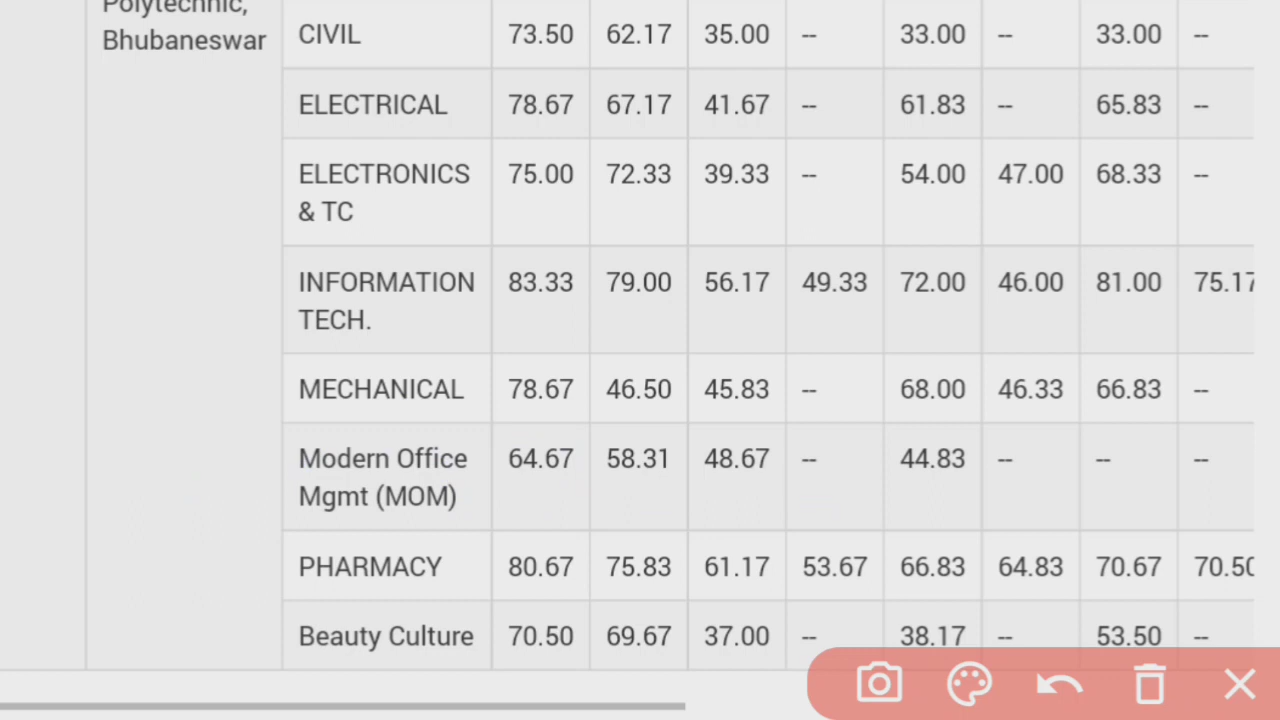 Polytechnic,
Bhubaneswar
CIVIL 73.50 62.17 35.00 -- 33.00 -- 33.00 --
ELECTRICAL 78.67 67.17 41.67 -- 61.83 -- 65.83 --
ELECTRONICS 75.00 72.33 39.33 -- 54.00 47.00 68.33 --
& TC
INFORMATION 83.33 79.00 56.17 49.33 72.00 46.00 81.00 75.17
TECH.
MECHANICAL 78.67 46.50 45.83 -- 68.00 46.33 66.83 --
Modern Office 64.67 58.31 48.67 -- 44.83 -- -- --
Mgmt (MOM)
PHARMACY 80.67 75.83 61.17 53.67 66.83 64.83 70.67 70.50
Beauty Culture 70.50 69.67 37.00 -- 38.17 -- 53.50 --